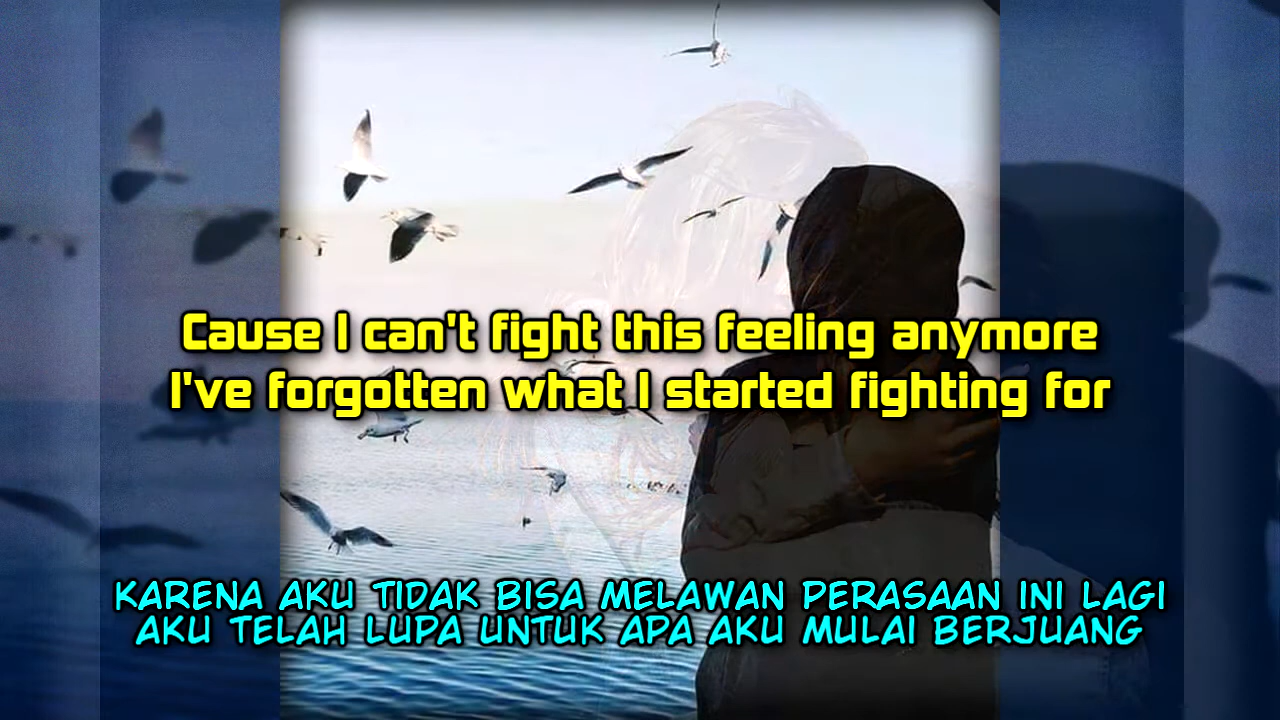 Cause I can't fight this feeling anymore
I've forgotten what I started fighting for
KARENA AKU TIDAK BISA MELAWAN PERASAAN INI LAGI
AKU TELAH LUPA UNTUK APA AKU MULAI BERJUANG